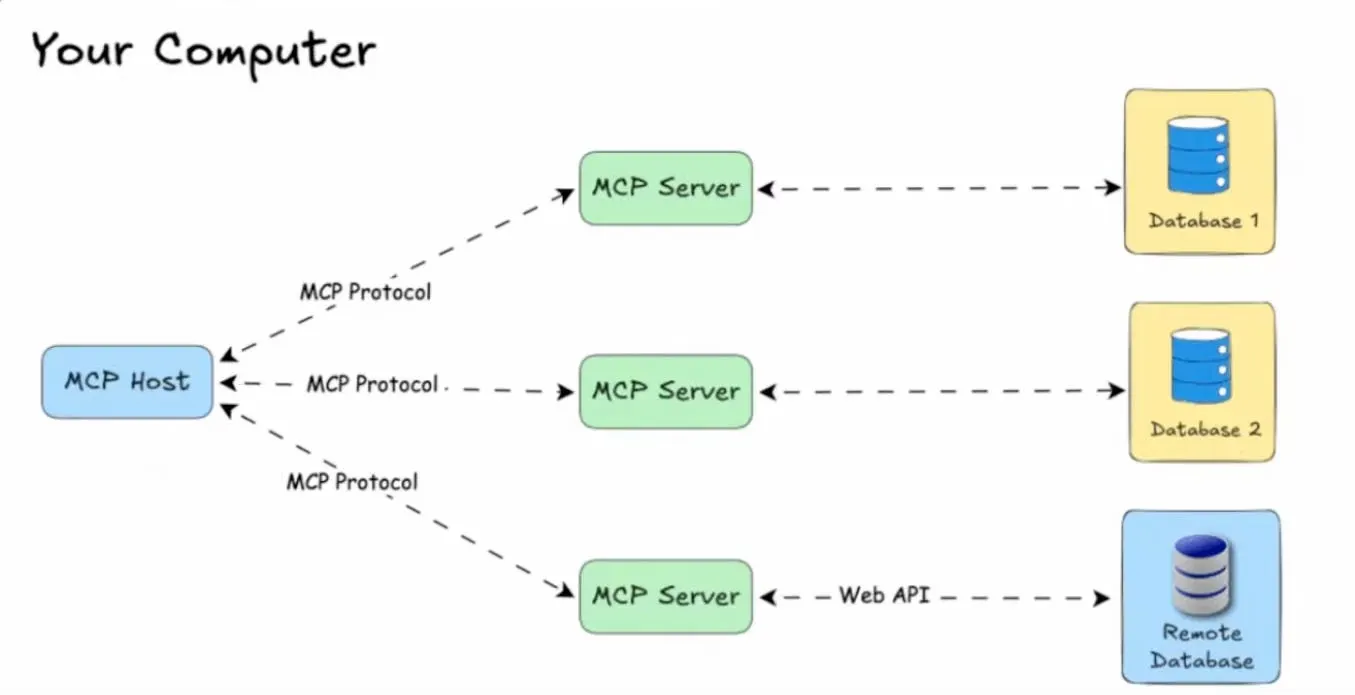 Your Computer
MCP Server
Database 1
MCP Protocol
MCP Host
MCP Protocol
MCP Server
Database 2
MCP Protocol
MCP Server
Web API
Remote
Database